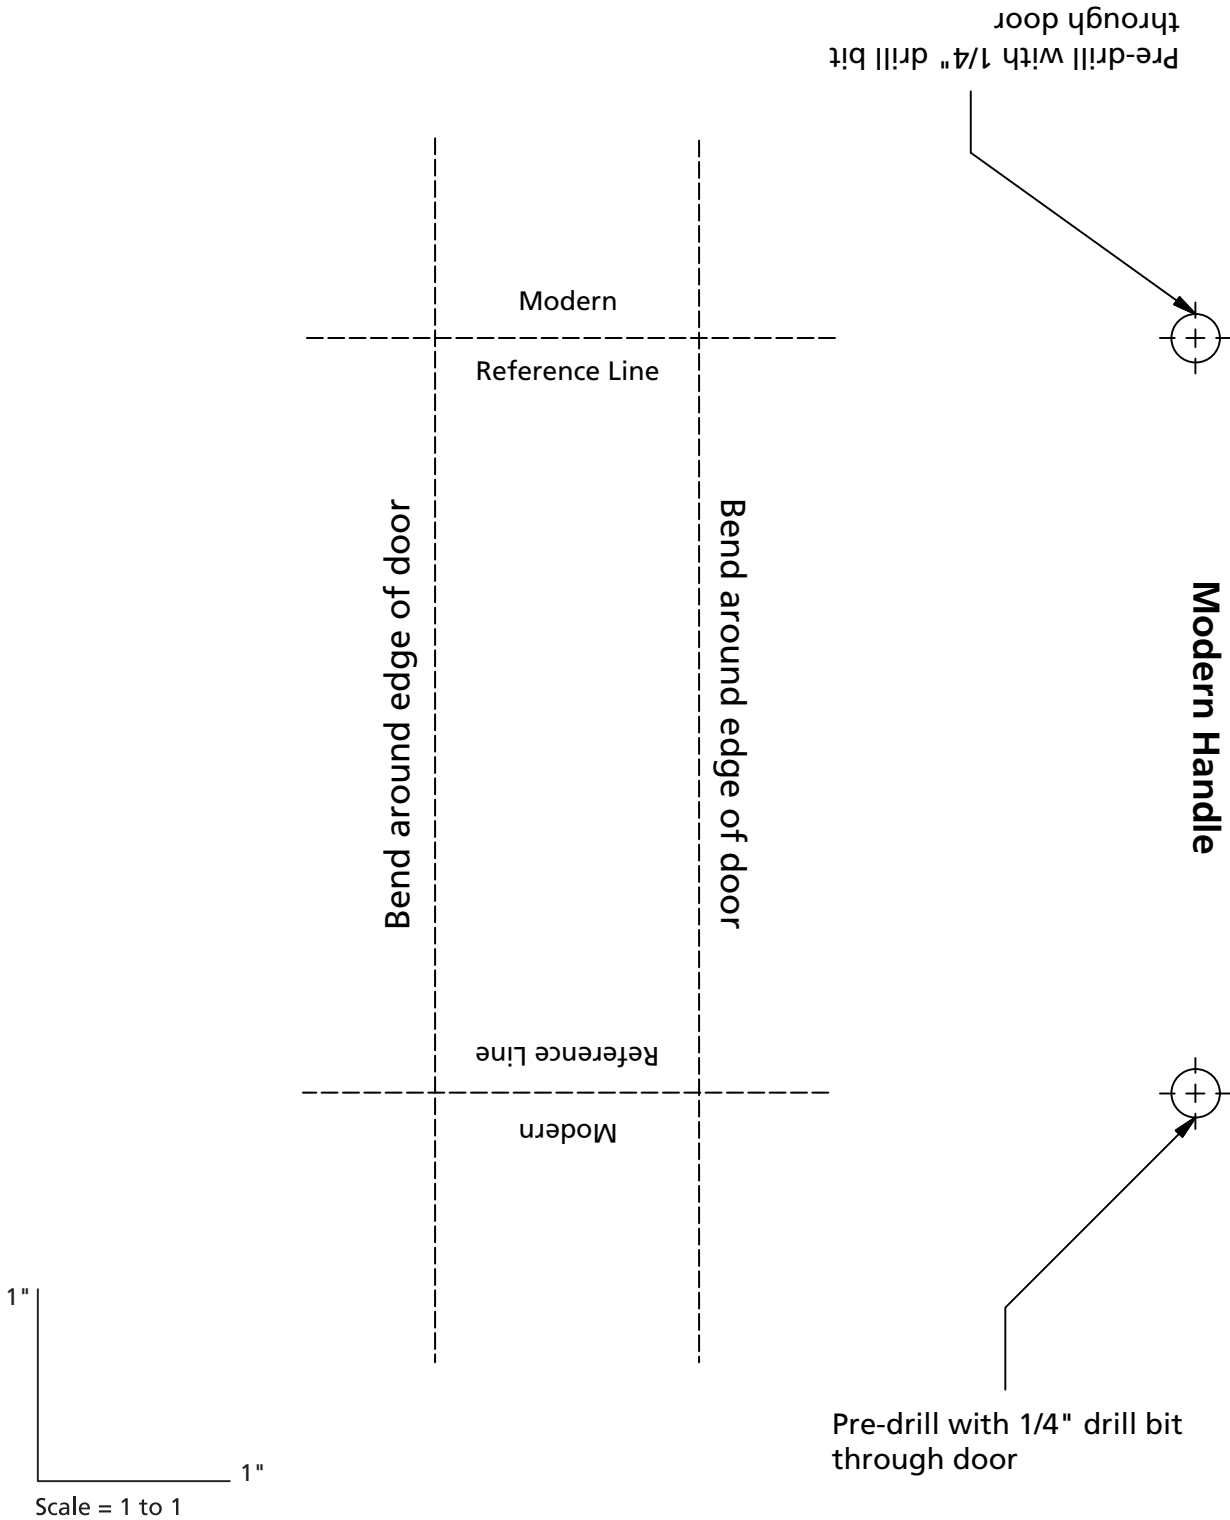 Pre-drill with 1/4" drill bit
through door
Modern
Reference Line
Bend around edge of door
Bend around edge of door
Modern Handle
Reference Line
Modern
1"
1"
Scale = 1 to 1
Pre-drill with 1/4" drill bit
through door